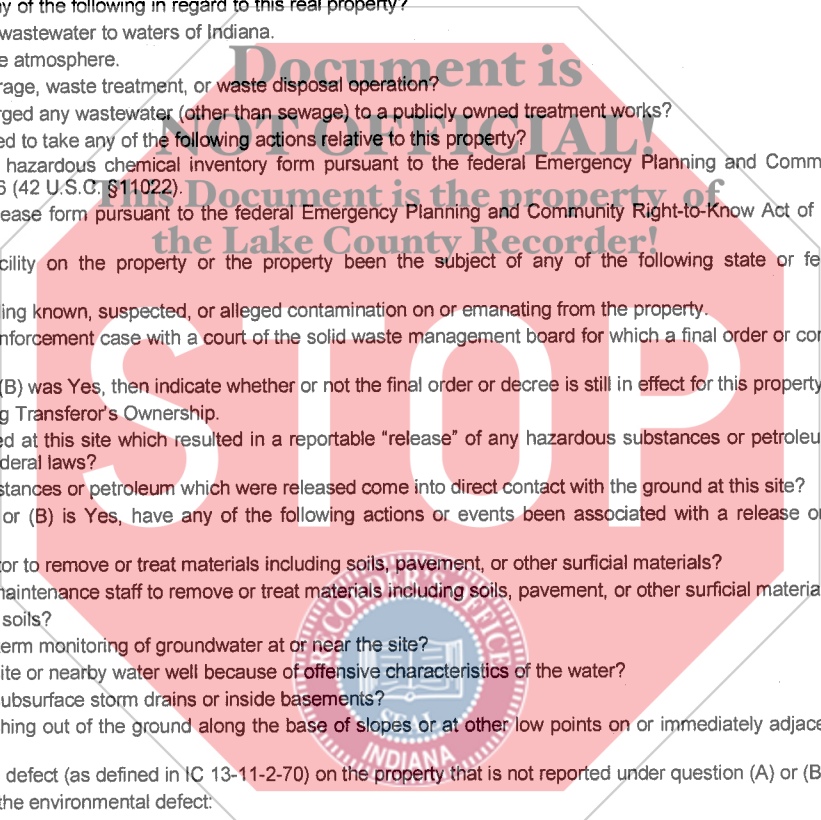 y of the following in regard to this real property?
wastewater to waters of Indiana.
e atmosphere.
Document is
rage, waste treatment, or waste disposal operation?
rged any wastewater (other than sewage) to a publicly owned treatment works?
NOT OFFICIAL!
ed to take any of the following actions relative to this property?
hazardous chemical inventory form pursuant to the federal Emergency Planning and Comm
6 (42 U.S.C. §11022).
This Document is the property of
ease form pursuant to the federal Emergency Planning and Community Right-to-Know Act of
the Lake County Recorder!
cility on the property or the property been the subject of any of the following state or fe
ing known, suspected, or alleged contamination on or emanating from the property.
nforcement case with a court of the solid waste management board for which a final order or con
STOP
(B) was Yes, then indicate whether or not the final order or decree is still in effect for this property
g Transferor's Ownership.
ed at this site which resulted in a reportable “release” of any hazardous substances or petroleu
deral laws?
stances or petroleum which were released come into direct contact with the ground at this site?
or (B) is Yes, have any of the following actions or events been associated with a release o
tor to remove or treat materials including soils, pavement, or other surficial materials?
naintenance staff to remove or treat materials including soils, pavement, or other surficial materia
soils?
erm monitoring of groundwater at or near the site?
ite or nearby water well because of offensive characteristics of the water?
ubsurface storm drains or inside basements?
hing out of the ground along the base of slopes or at other low points on or immediately adjace
RECORDER'S OFFICE
SEAL
INDIANA
defect (as defined in IC 13-11-2-70) on the property that is not reported under question (A) or (B
the environmental defect: